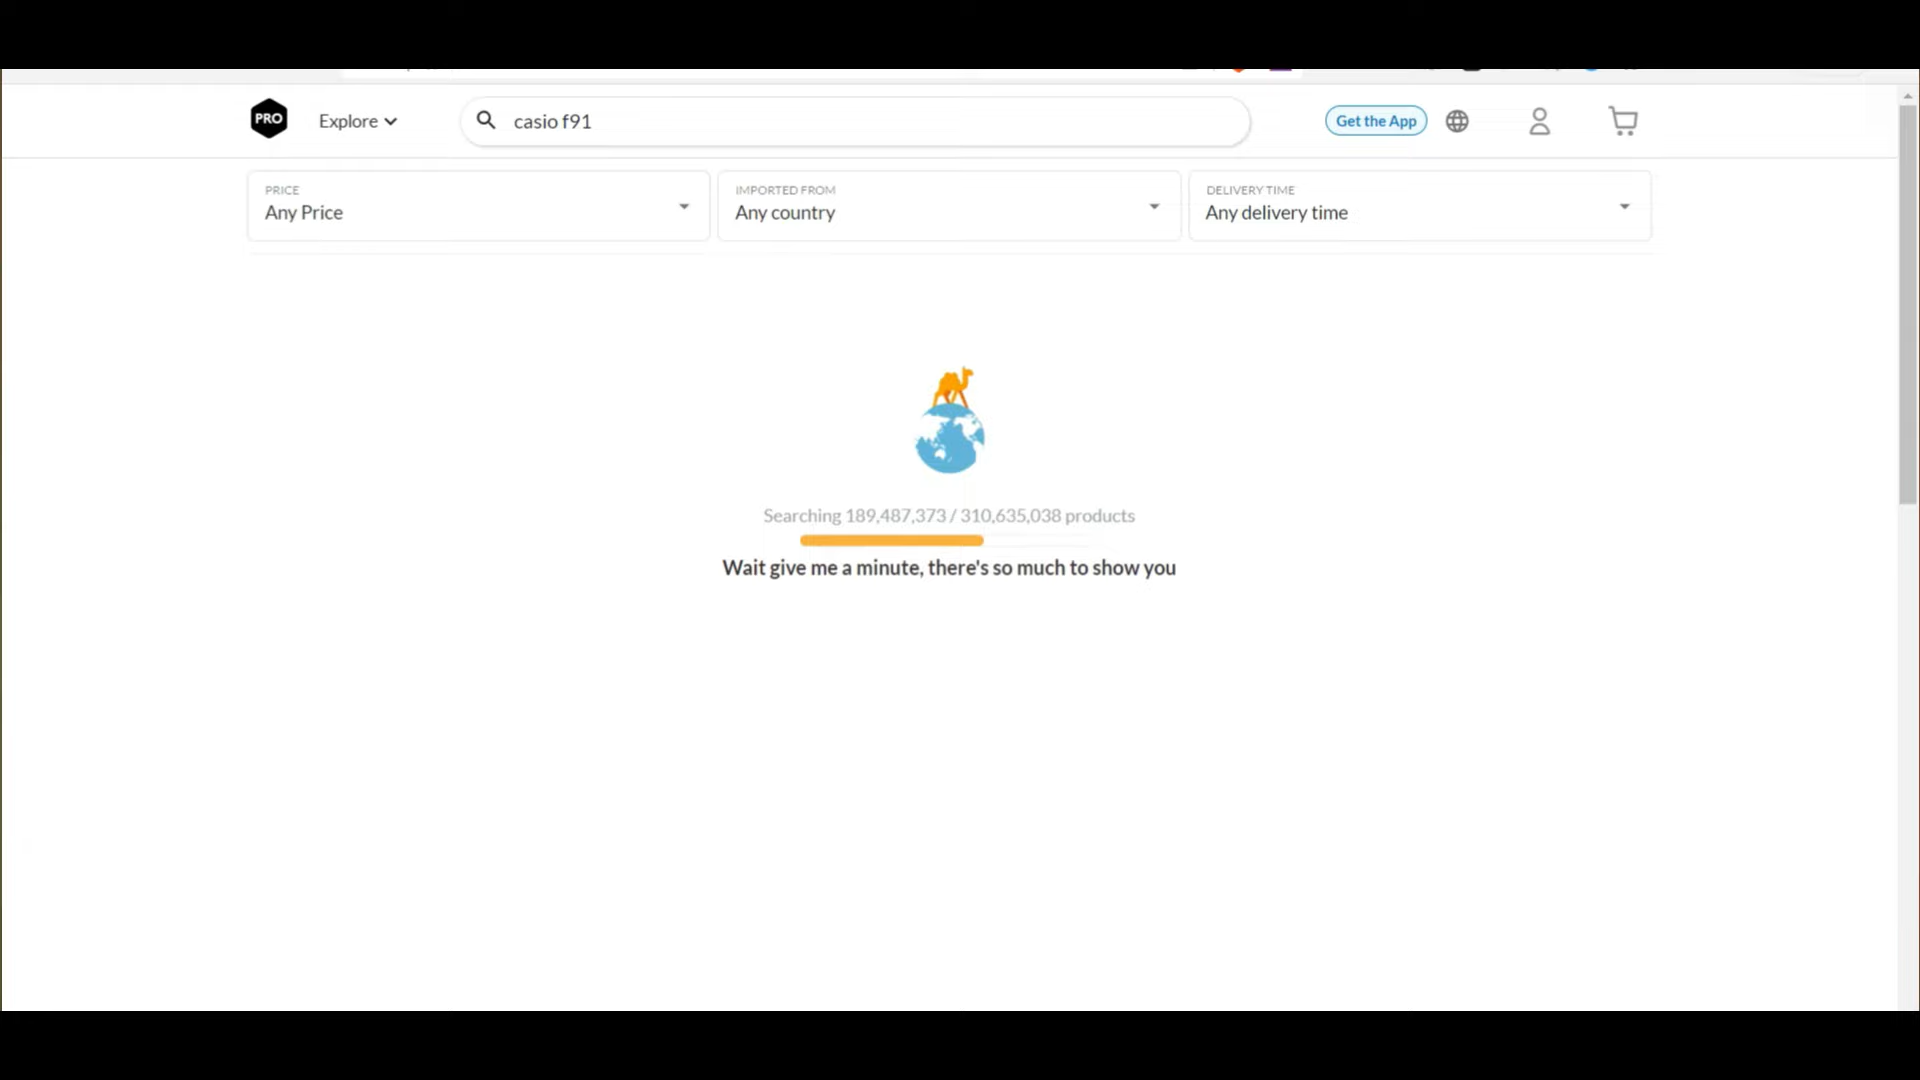 PRO
Explore
casio f91
Get the App
PRICE
Any Price
IMPORTED FROM
Any country
DELIVERY TIME
Any delivery time
Searching 189,487,373 / 310,635,038 products
Wait give me a minute, there's so much to show you